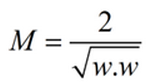 M = 2 / √(w.w)